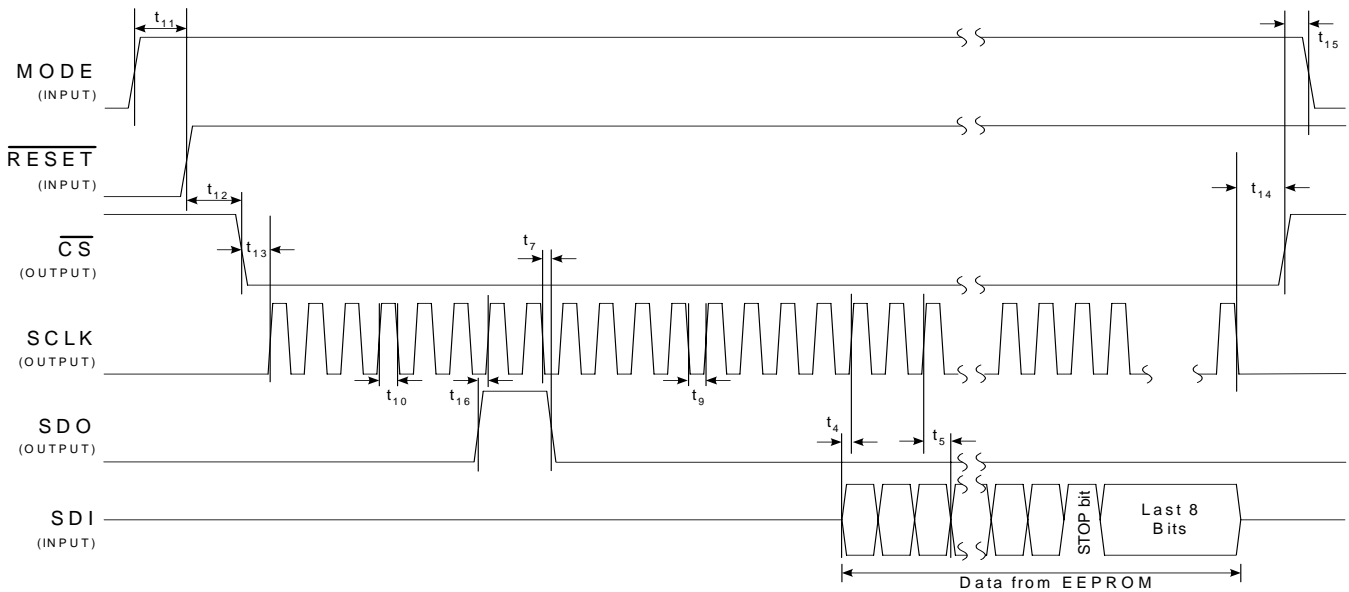 t11
t15
MODE
(INPUT)
RESET
(INPUT)
t12
t14
CS
(OUTPUT)
t13
t7
SCLK
(OUTPUT)
t10
t16
t9
SDO
(OUTPUT)
t4
t5
SDI
(INPUT)
STOP bit
Last 8
Bits
Data from EEPROM